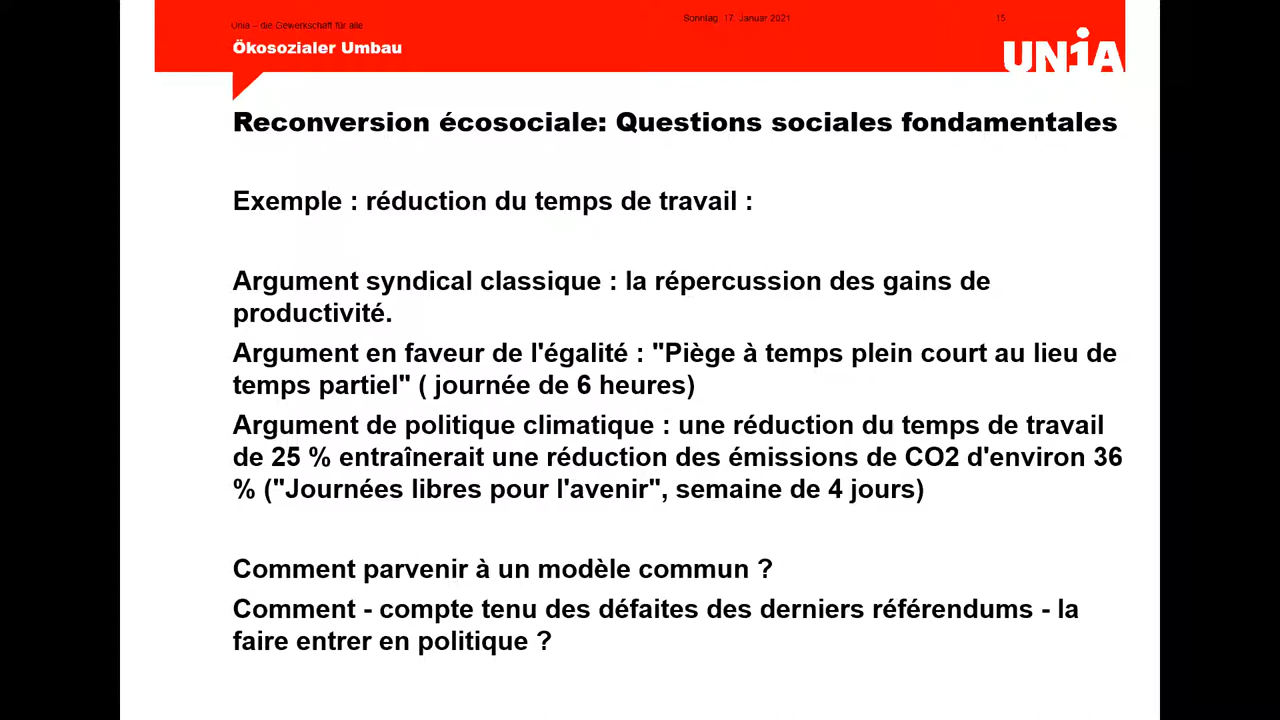 Unia – die Gewerkschaft für alle
Sonntag, 17. Januar 2021
15
Ökosozialer Umbau
UNiA
Reconversion écosociale: Questions sociales fondamentales
Exemple : réduction du temps de travail :
Argument syndical classique : la répercussion des gains de
productivité.
Argument en faveur de l'égalité : "Piège à temps plein court au lieu de
temps partiel" ( journée de 6 heures)
Argument de politique climatique : une réduction du temps de travail
de 25 % entraînerait une réduction des émissions de CO2 d'environ 36
% ("Journées libres pour l'avenir", semaine de 4 jours)
Comment parvenir à un modèle commun ?
Comment - compte tenu des défaites des derniers référendums - la
faire entrer en politique ?